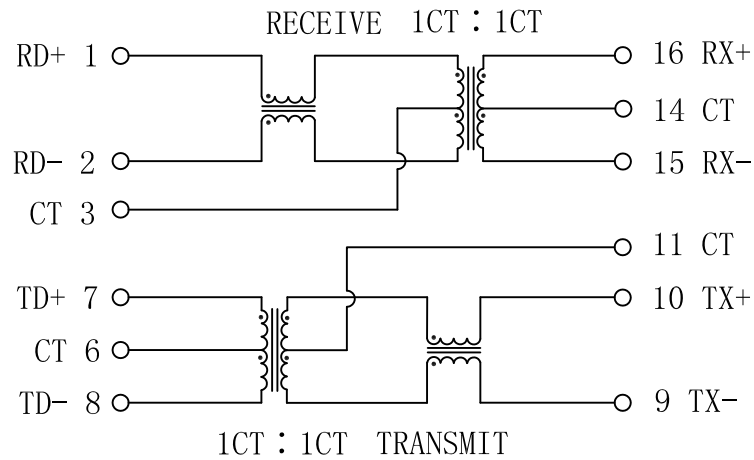 RECEIVE 1CT : 1CT
RD+ 1
16 RX+
14 CT
RD- 2
15 RX-
CT 3
11 CT
TD+ 7
10 TX+
CT 6
TD- 8
9 TX-
1CT : 1CT TRANSMIT